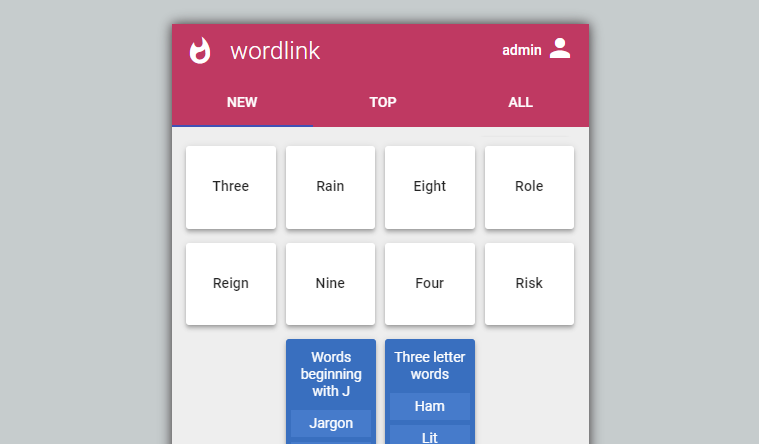 wordlink
admin
NEW TOP ALL
Three Rain Eight Role
Reign Nine Four Risk
Words
beginning
with J
Jargon
Three letter
words
Ham
Lit